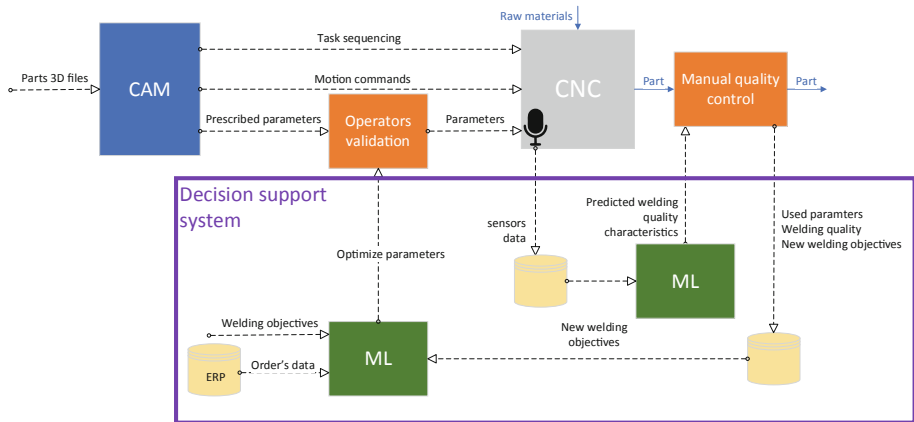 Raw materials
Task sequencing
Parts 3D files
CAM
Motion commands
CNC
Part
Manual quality
control
Part
Prescribed parameters
Operators
validation
Parameters
Decision support
system
Predicted welding
quality
characteristics
Used paramters
Welding quality
New welding objectives
sensors
data
Optimize parameters
ML
Welding objectives
New welding
objectives
ML
Order's data
ERP